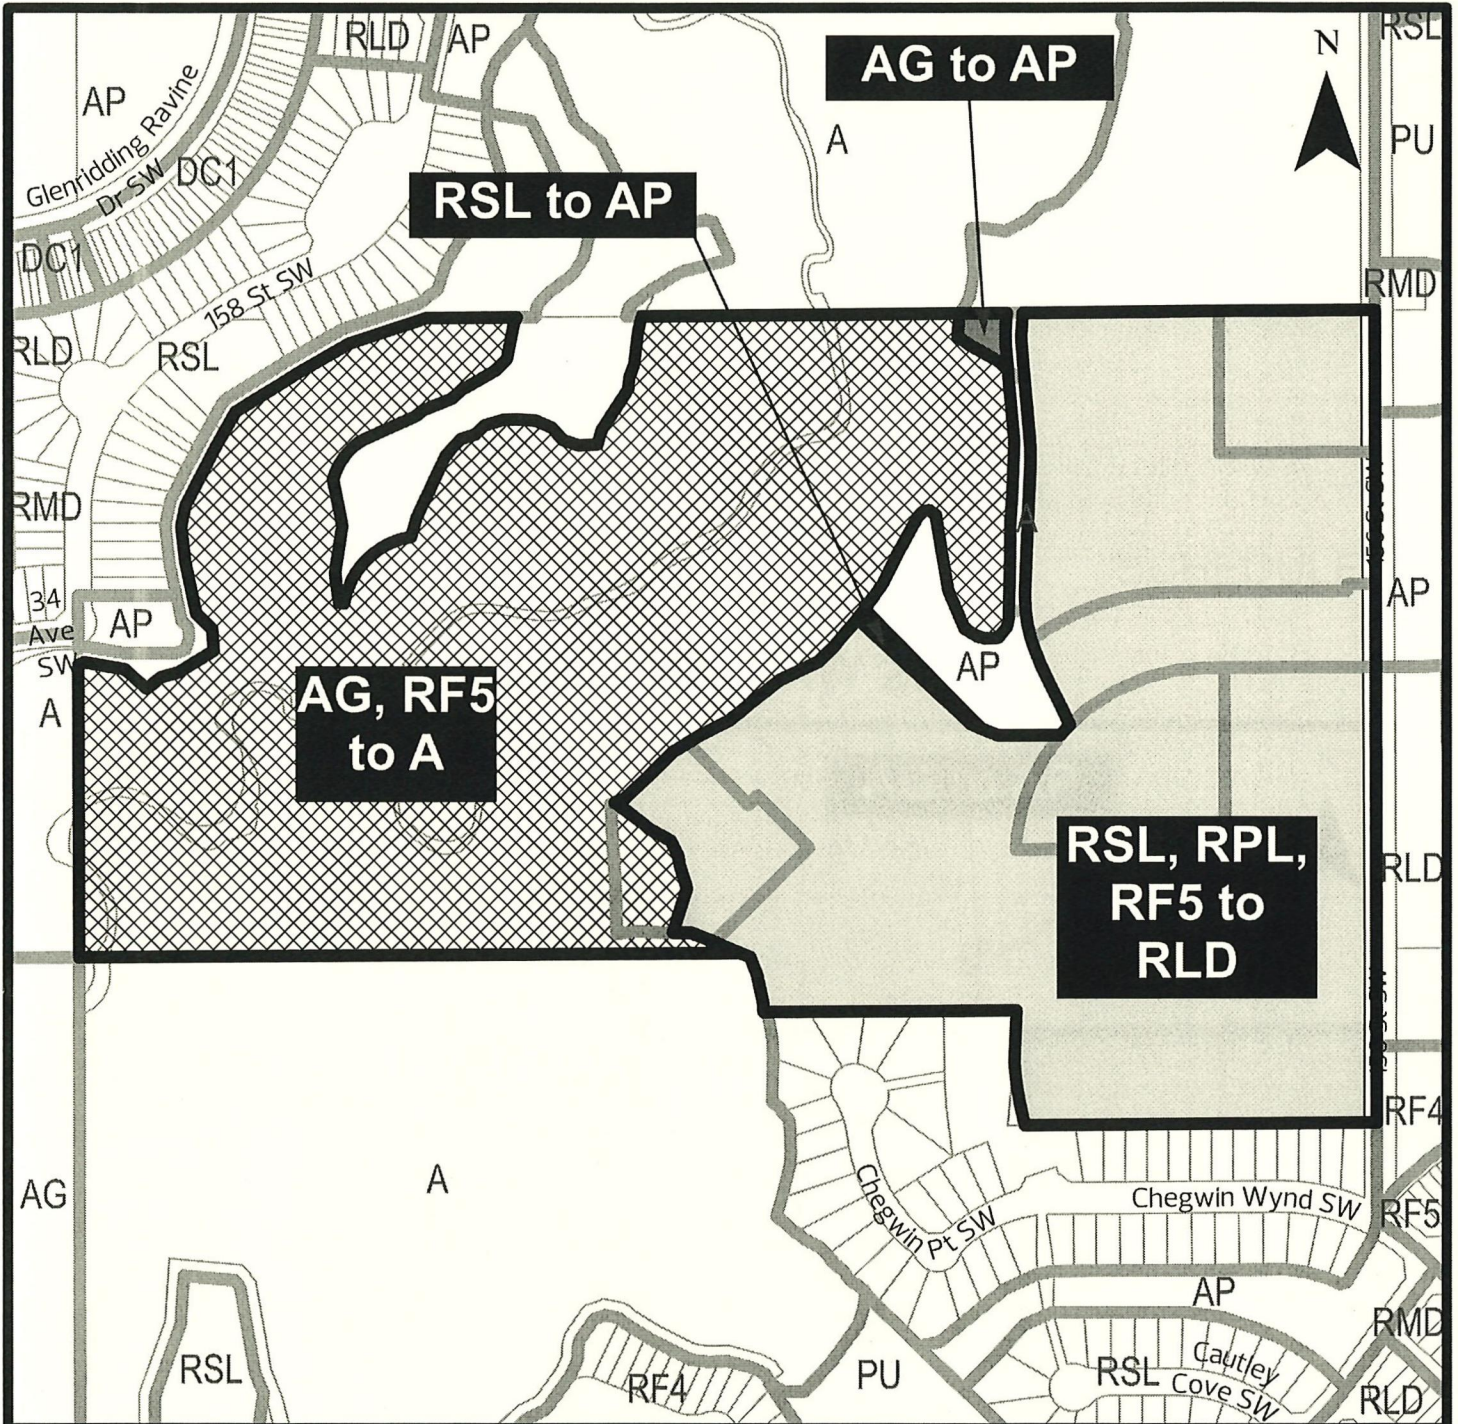 RLD
AP
AG to AP
RSL
N
AP
A
PU
Glenridding Ravine
Dr SW
DC1
RSL to AP
DC1
158 St SW
RMD
RLD
RSL
RMD
A
34
Ave
SW
AP
AP
AP
A
AG, RF5
to A
RSL, RPL,
RF5 to
RLD
RLD
RF4
AG
A
Chegwin Pt SW
Chegwin Wynd SW
RF5
AP
RMD
RSL
RF4
PU
RSL
Cautley
Cove SW
RLD